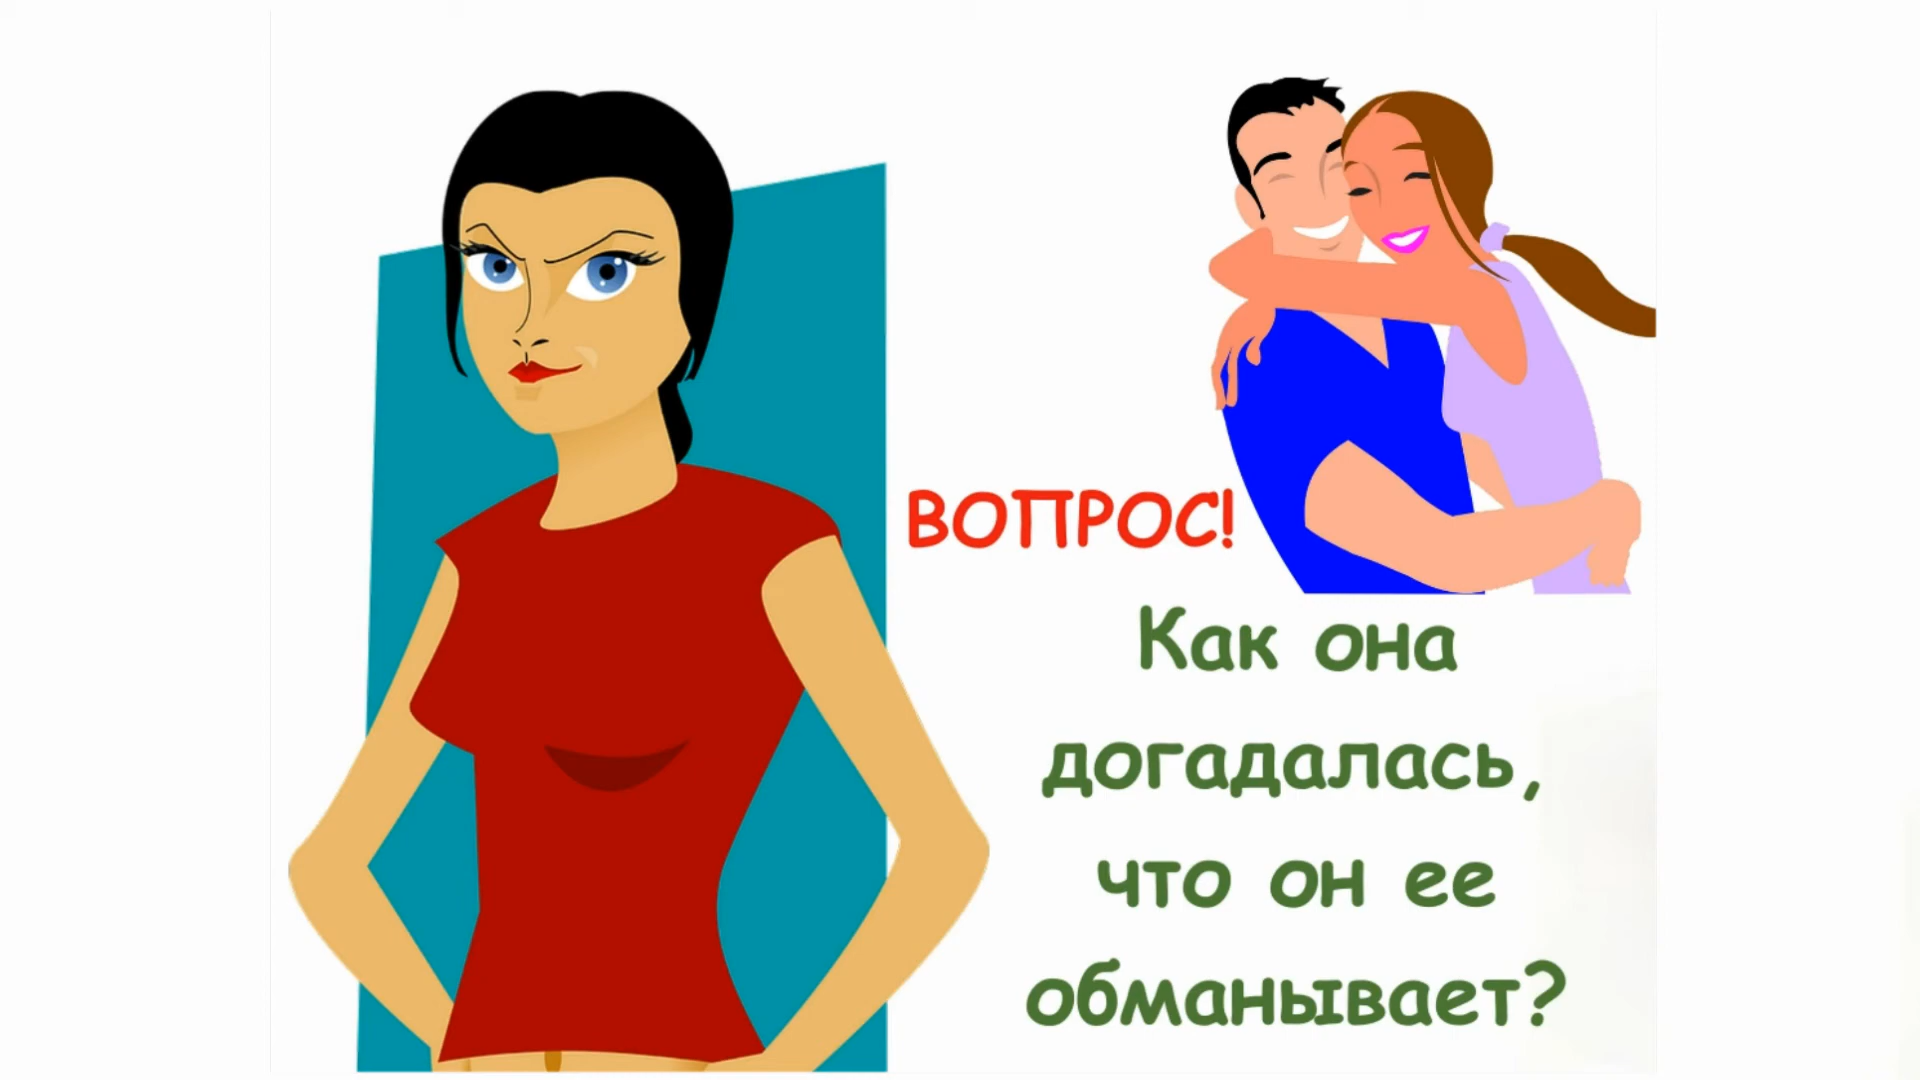 ВОПРОС!
Как она
догадалась,
что он ее
обманывает?